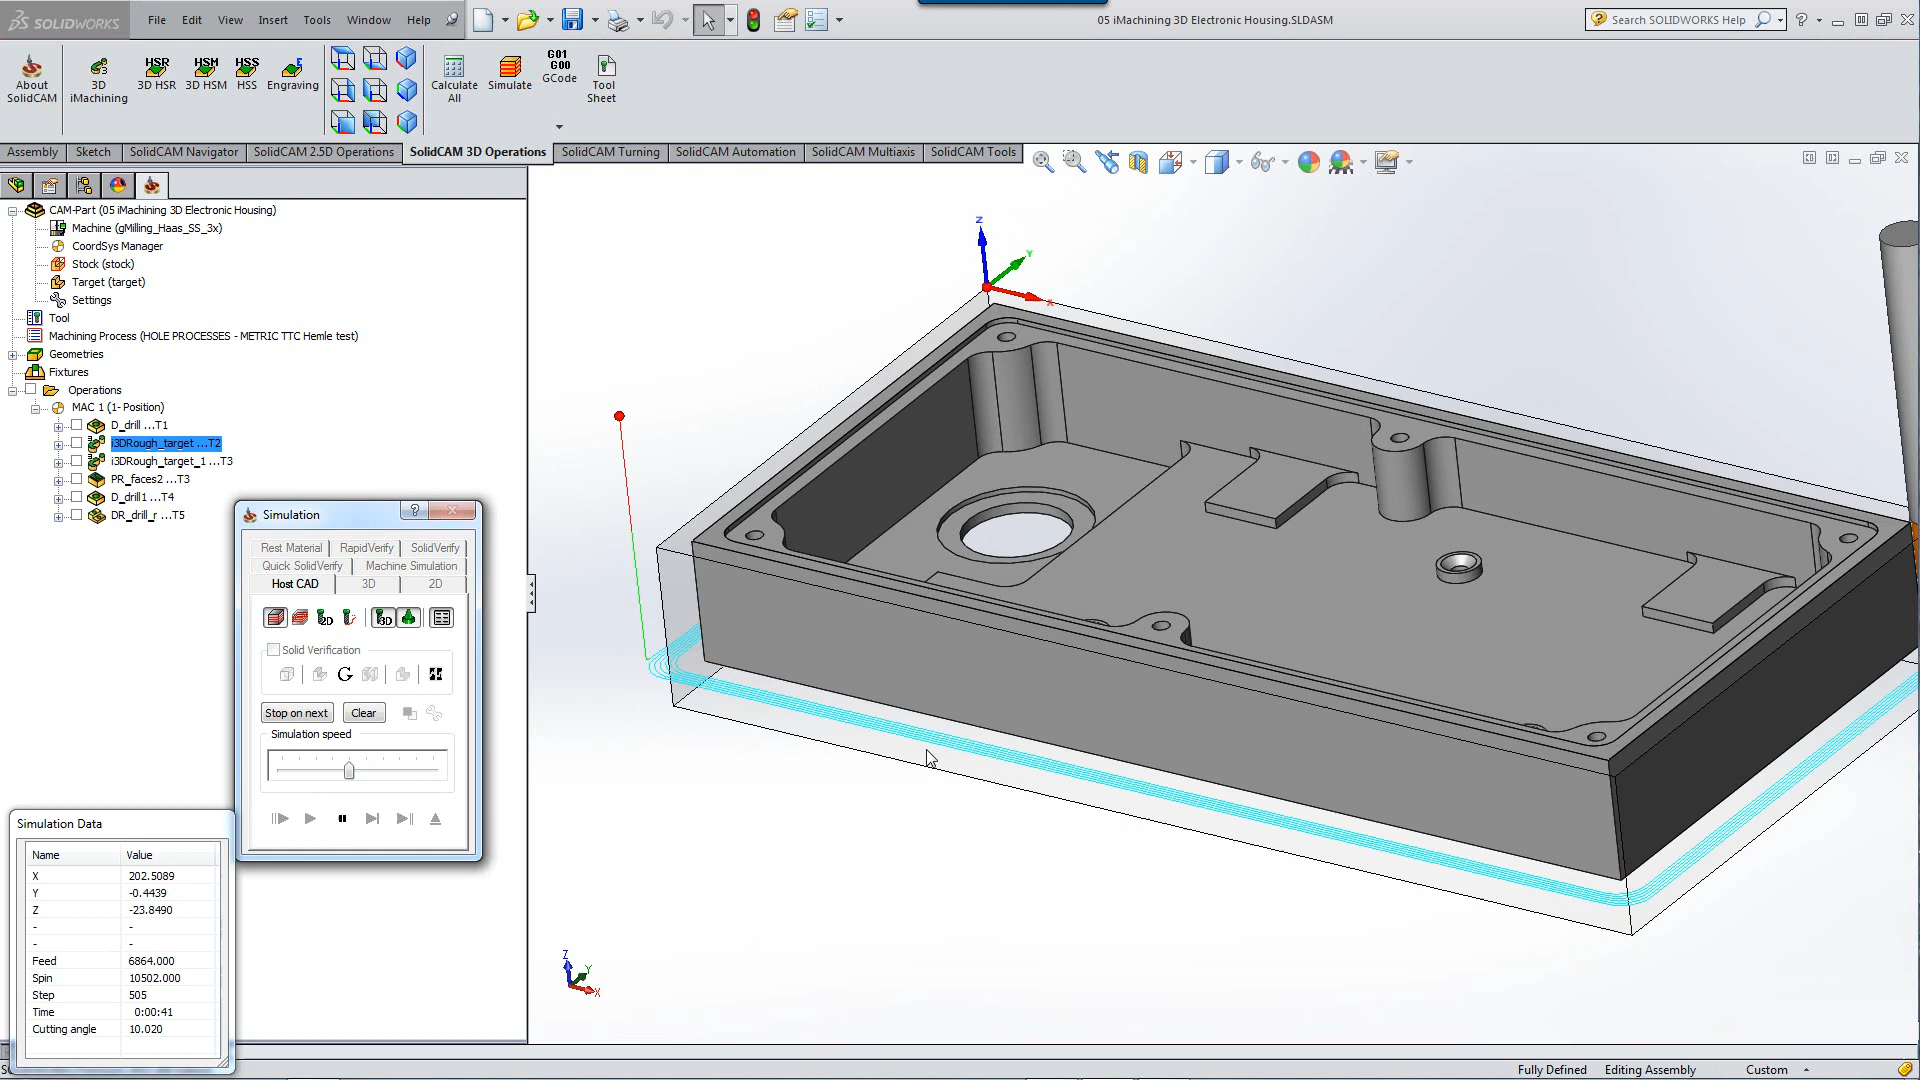 SOLIDWORKS File Edit View Insert Tools Window Help 05 iMachining 3D Electronic Housing.SLDASM Search SOLIDWORKS Help
About SolidCAM
3D iMachining
HSR 3D HSR
HSM 3D HSM
HSS HSS
Engraving
Calculate All
Simulate
G01 G00 GCode
Tool Sheet
Assembly Sketch SolidCAM Navigator SolidCAM 2.5D Operations SolidCAM 3D Operations SolidCAM Turning SolidCAM Automation SolidCAM Multiaxis SolidCAM Tools
CAM-Part (05 iMachining 3D Electronic Housing)
Machine (gMilling_Haas_SS_3x)
CoordSys Manager
Stock (stock)
Target (target)
Settings
Tool
Machining Process (HOLE PROCESSES - METRIC TTC Hemle test)
Geometries
Fixtures
Operations
MAC 1 (1- Position)
D_drill ...T1
i3DRough_target ...T2
i3DRough_target_1 ...T3
PR_faces2 ...T3
D_drill1 ...T4
DR_drill_r ...T5
Simulation
Rest Material RapidVerify SolidVerify
Quick SolidVerify Machine Simulation
Host CAD 3D 2D
2D 3D
Solid Verification
Stop on next Clear
Simulation speed
Simulation Data
Name Value
X 202.5089
Y -0.4439
Z -23.8490
- -
- -
Feed 6864.000
Spin 10502.000
Step 505
Time 0:00:41
Cutting angle 10.020
Z
Y
X
Z
Y
X
Fully Defined Editing Assembly Custom